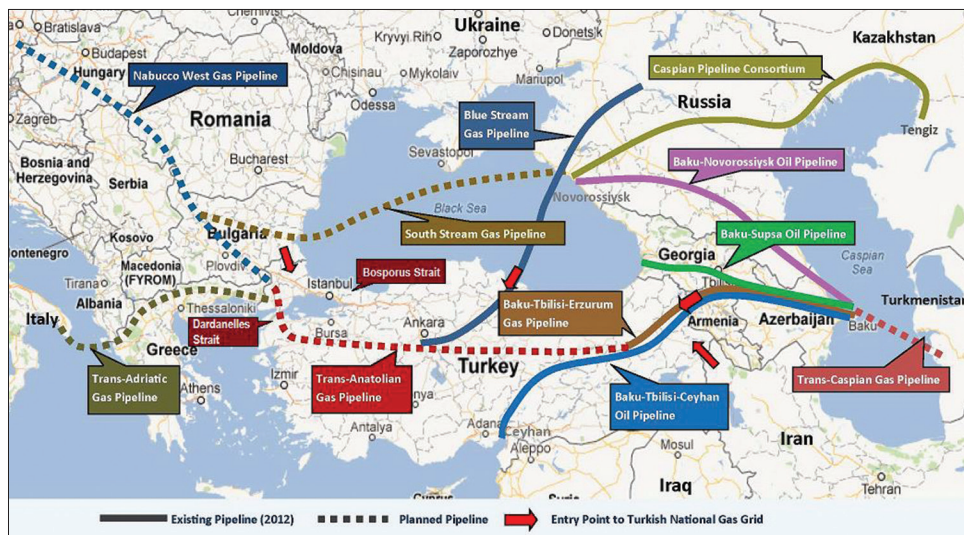 Bratislava
Budapest
Hungary
Zagreb
Bosnia and
Herzegovina
Serbia
Montenegro
Kosovo
Macedonia
(FYROM)
Tirana
Albania
Italy
Greece
Thessaloniki
Athens
Nabucco West Gas Pipeline
Romania
Bucharest
Bulgaria
Plovdiv
Moldova
Chisinau
Odessa
Mykolaiv
Kryvyi Rih
Ukraine
Zaporozhye
Donets'k
Sevastopol
Black Sea
South Stream Gas Pipeline
Blue Stream
Gas Pipeline
Russia
Novorossiysk
Caspian Pipeline Consortium
Kazakhstan
Tengiz
Baku-Novorossiysk Oil Pipeline
Baku-Supsa Oil Pipeline
Georgia
Armenia
Azerbaijan
Baku
Caspian
Sea
Turkmenistan
Trans-Caspian Gas Pipeline
Bosporus Strait
Istanbul
Dardanelles
Strait
Bursa
Izmir
Ankara
Antalya
Turkey
Adana
Ceyhan
Aleppo
Trans-Adriatic
Gas Pipeline
Trans-Anatolian
Gas Pipeline
Baku-Tbilisi-Erzurum
Gas Pipeline
Baku-Tbilisi-Ceyhan
Oil Pipeline
Mosul
Iraq
Iran
Tehran
Existing Pipeline (2012)
Planned Pipeline
Entry Point to Turkish National Gas Grid